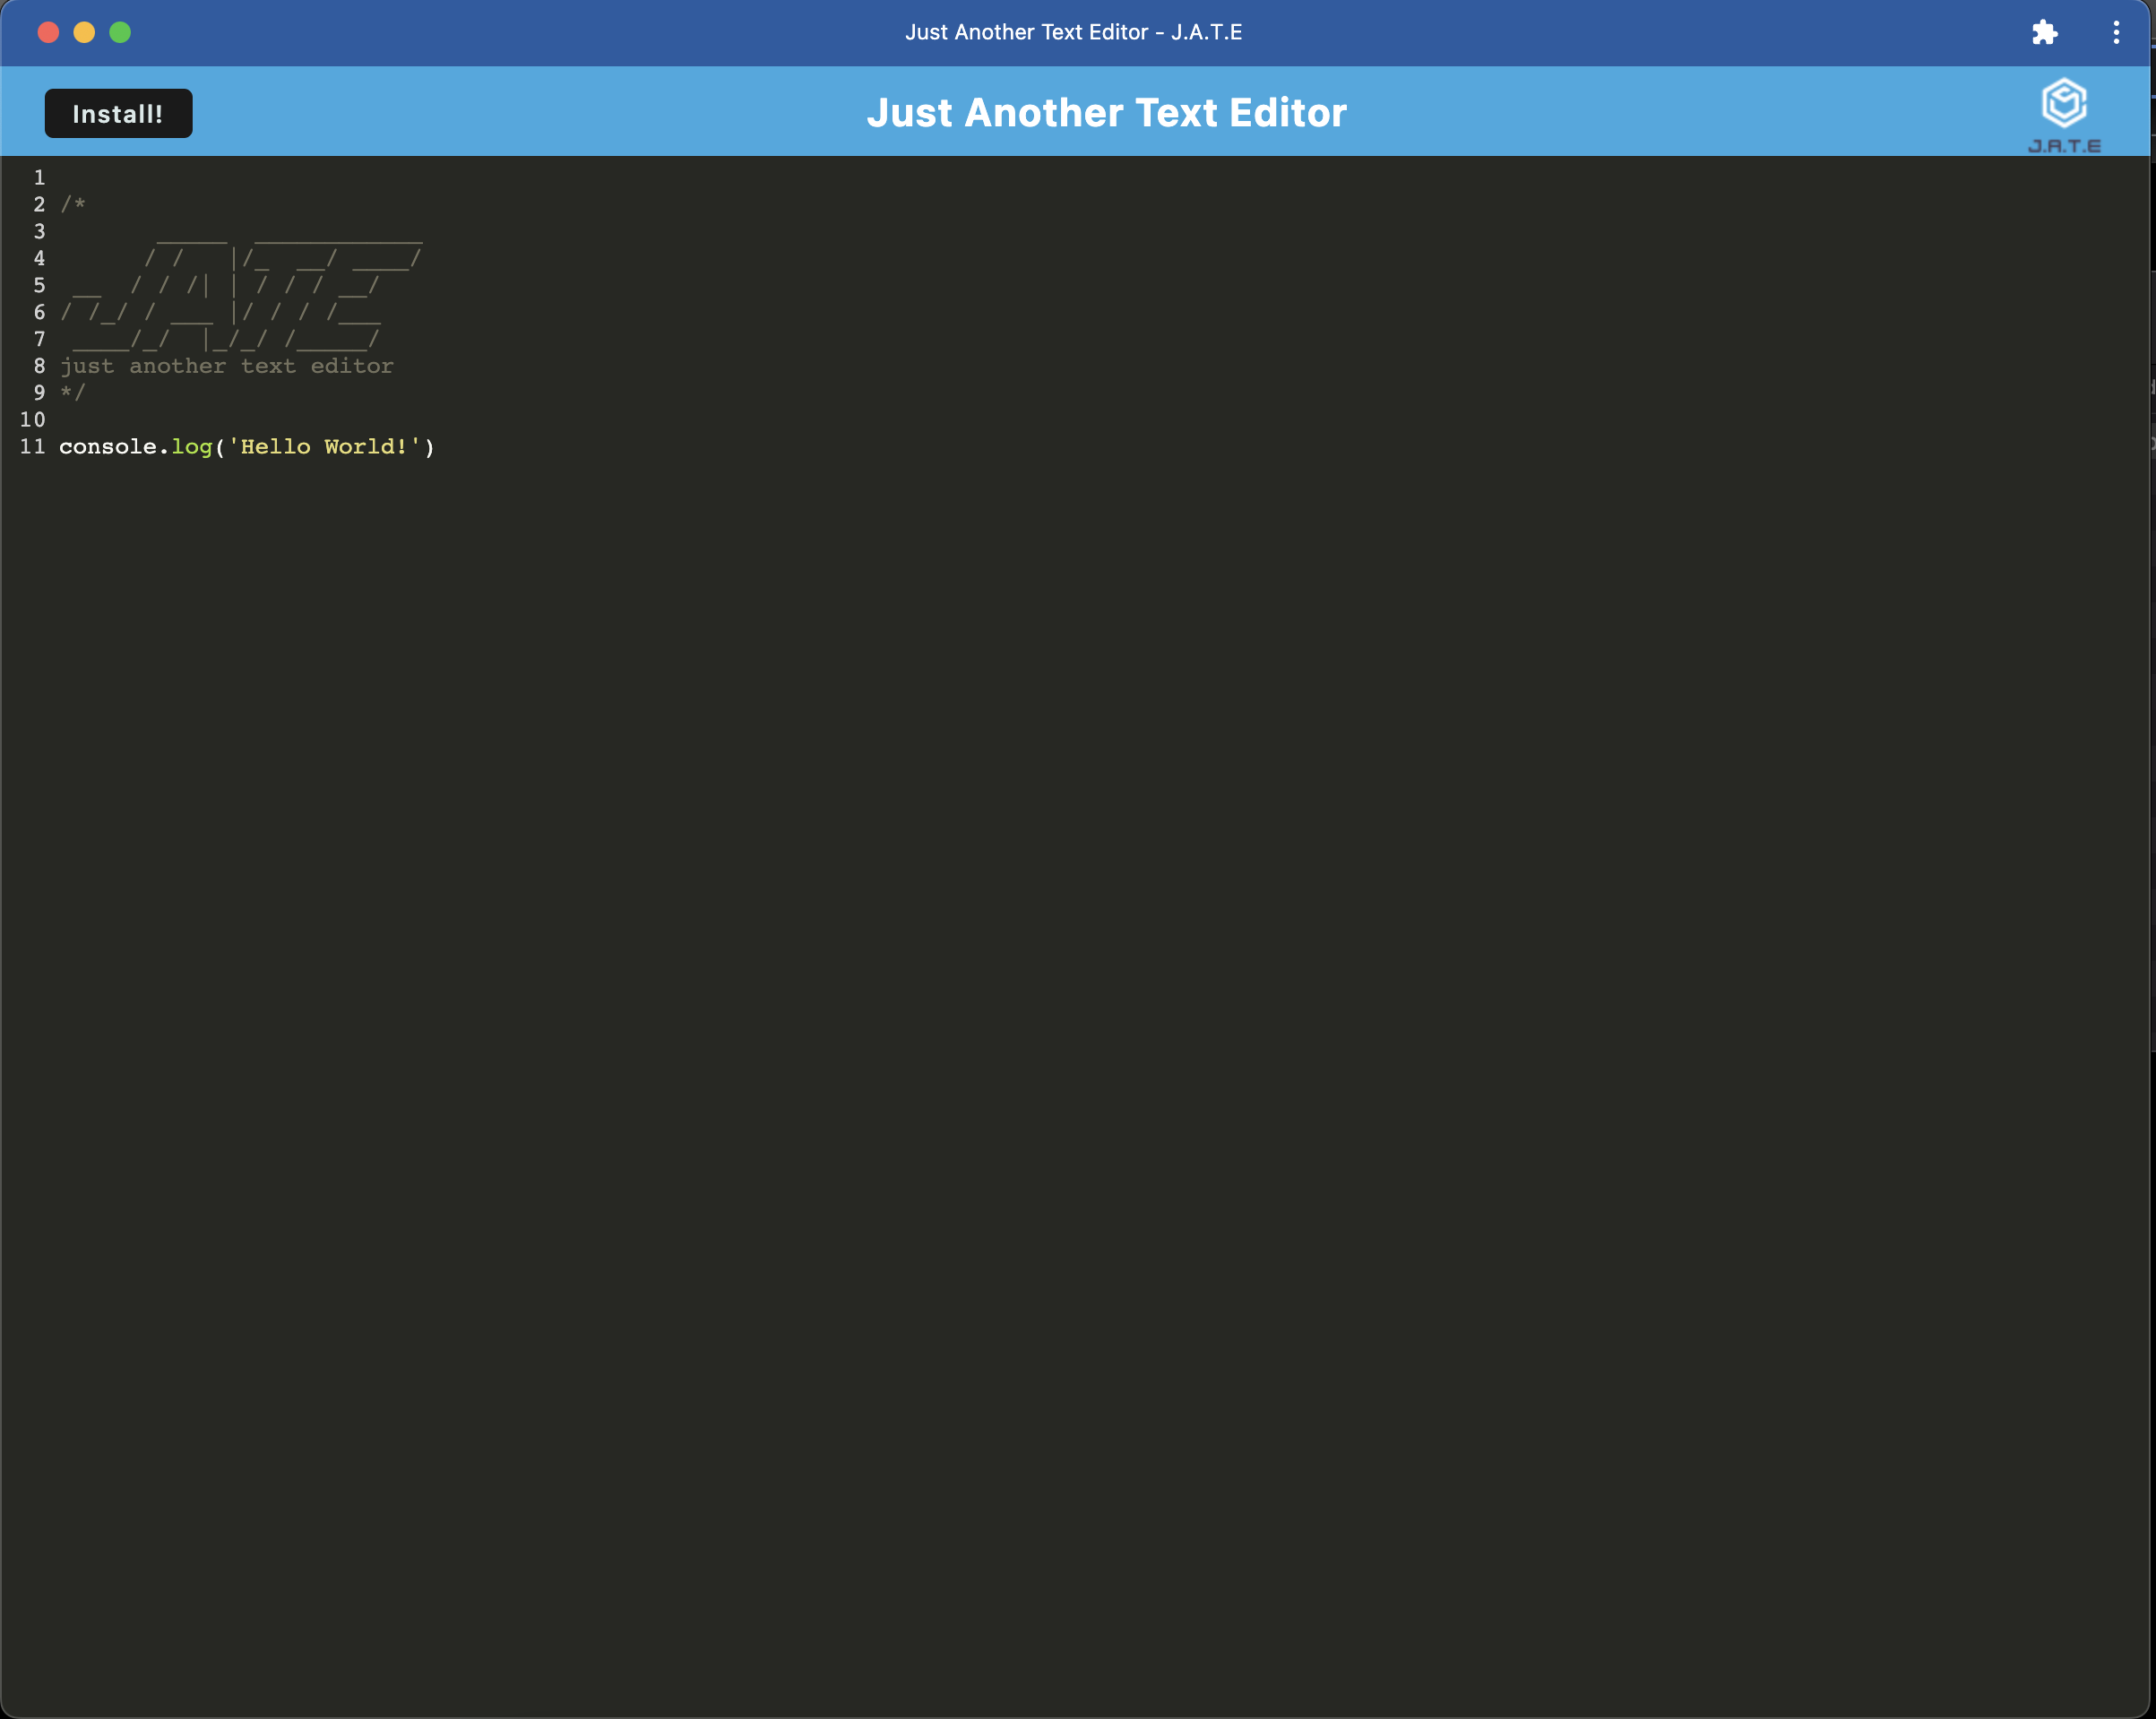 Just Another Text Editor - J.A.T.E
Install!
Just Another Text Editor
J.A.T.E
1
2 /*
3        _____  ____________
4       / /   |/_  __/ ____/
5  __  / / /| | / / / __/
6 / /_/ / ___ |/ / / /___
7  ____/_/  |_/_/ /_____/
8 just another text editor
9 */
10
11 console.log('Hello World!')